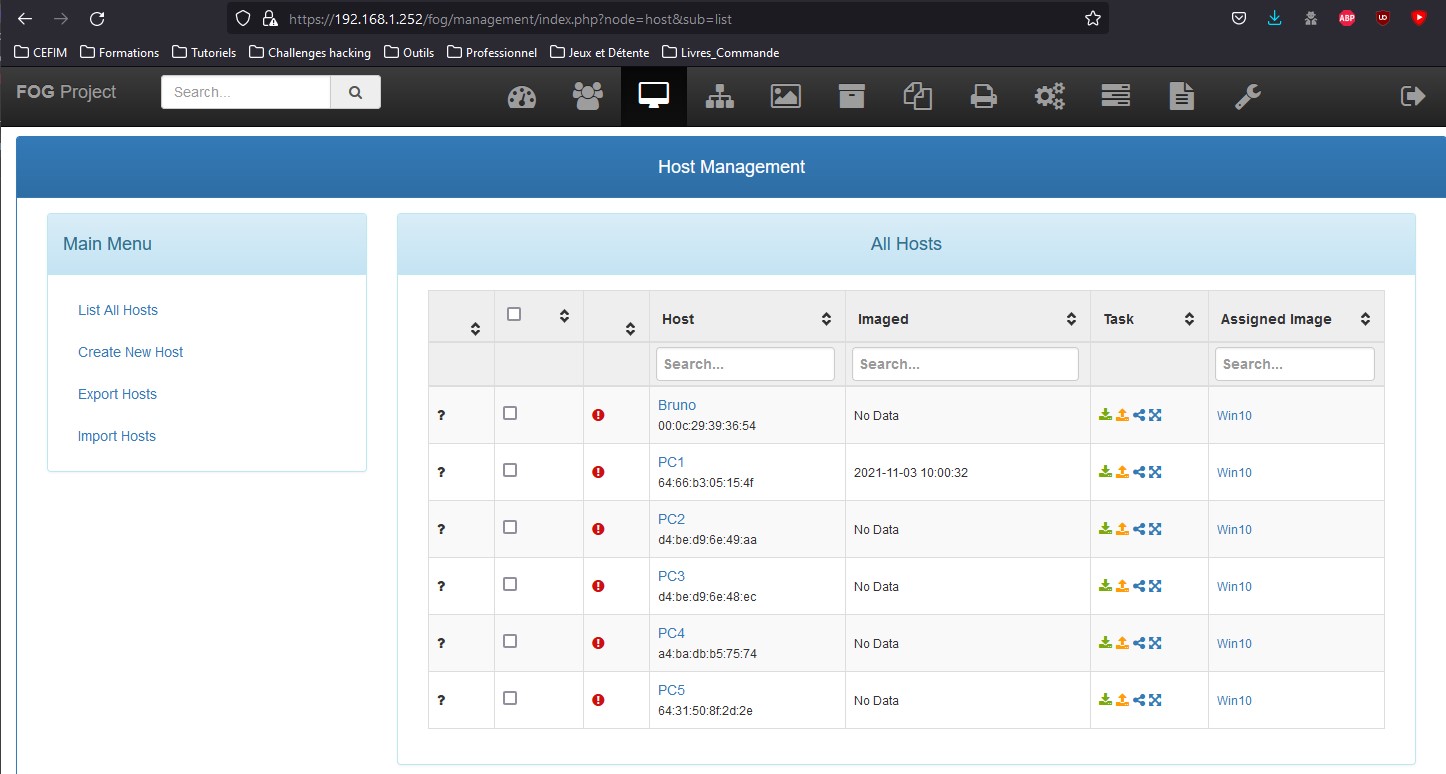 https://192.168.1.252/fog/management/index.php?node=host&sub=list
ABP
UD
CEFIM Formations Tutoriels Challenges hacking Outils Professionnel Jeux et Détente Livres_Commande
FOG Project Search...
Host Management
Main Menu
List All Hosts
Create New Host
Export Hosts
Import Hosts
All Hosts
Host Imaged Task Assigned Image
Search... Search... Search...
? Bruno No Data Win10
00:0c:29:39:36:54
? PC1 2021-11-03 10:00:32 Win10
64:66:b3:05:15:4f
? PC2 No Data Win10
d4:be:d9:6e:49:aa
? PC3 No Data Win10
d4:be:d9:6e:48:ec
? PC4 No Data Win10
a4:ba:db:b5:75:74
? PC5 No Data Win10
64:31:50:8f:2d:2e